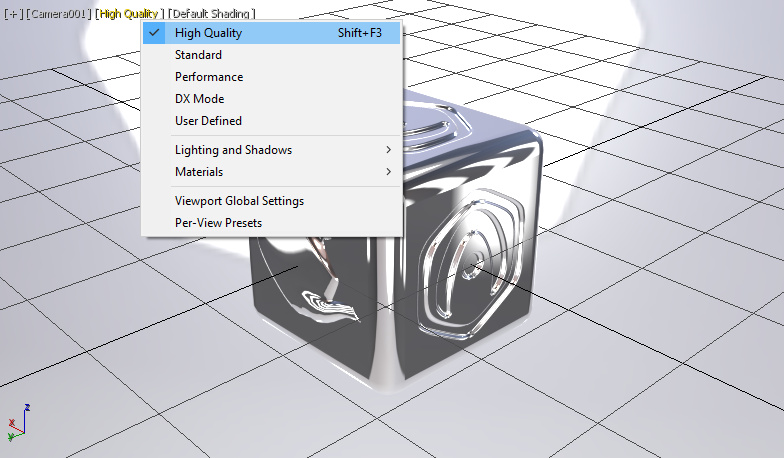 [+] [Camera001] [High Quality] [Default Shading]
High Quality Shift+F3
Standard
Performance
DX Mode
User Defined
Lighting and Shadows
Materials
Viewport Global Settings
Per-View Presets
z
x
y